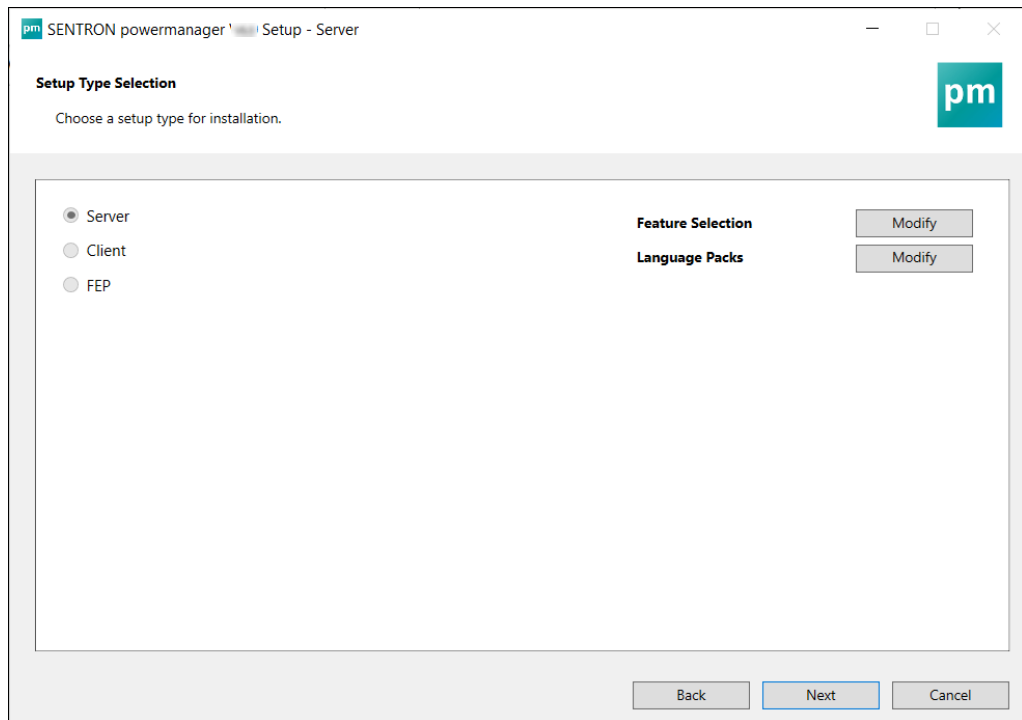 pm SENTRON powermanager Setup - Server
Setup Type Selection
pm
Choose a setup type for installation.
Server
Feature Selection
Modify
Client
Language Packs
Modify
FEP
Back
Next
Cancel